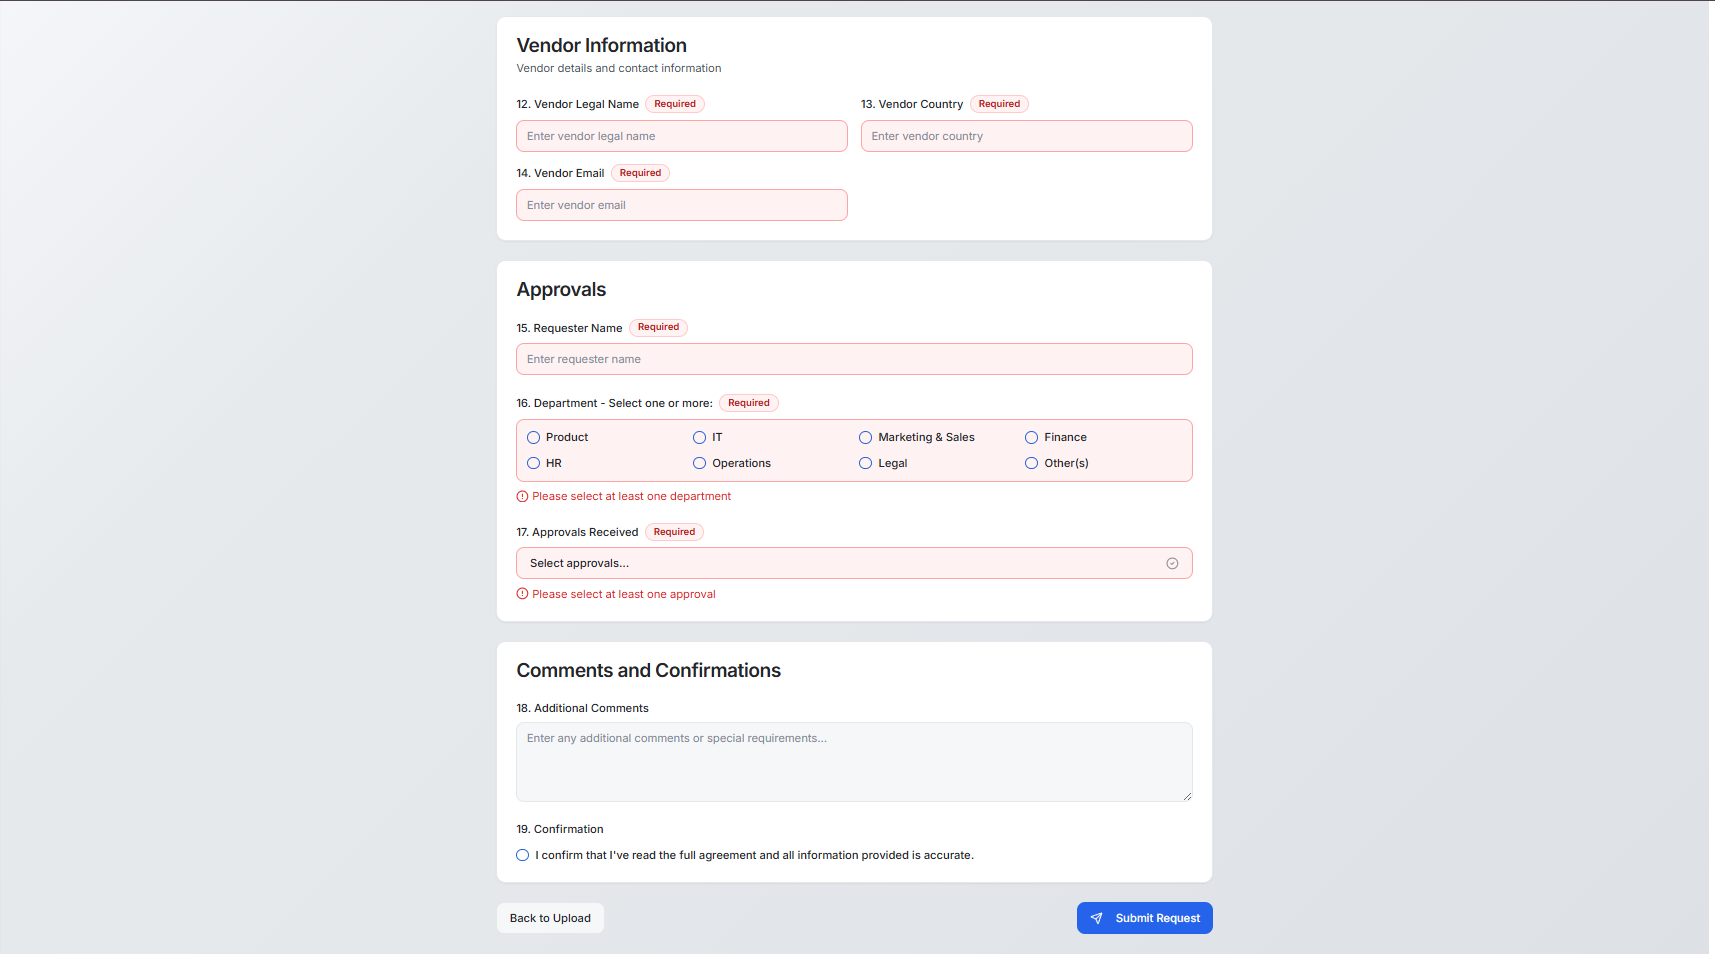 Vendor Information
Vendor details and contact information
12. Vendor Legal Name Required
Enter vendor legal name
13. Vendor Country Required
Enter vendor country
14. Vendor Email Required
Enter vendor email
Approvals
15. Requester Name Required
Enter requester name
16. Department - Select one or more: Required
Product IT Marketing & Sales Finance
HR Operations Legal Other(s)
Please select at least one department
17. Approvals Received Required
Select approvals...
Please select at least one approval
Comments and Confirmations
18. Additional Comments
Enter any additional comments or special requirements...
19. Confirmation
I confirm that I've read the full agreement and all information provided is accurate.
Back to Upload
Submit Request